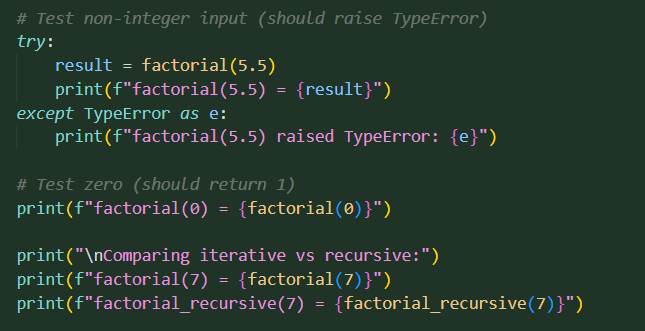 # Test non-integer input (should raise TypeError)
try:
    result = factorial(5.5)
    print(f"factorial(5.5) = {result}")
except TypeError as e:
    print(f"factorial(5.5) raised TypeError: {e}")

# Test zero (should return 1)
print(f"factorial(0) = {factorial(0)}")

print("\nComparing iterative vs recursive:")
print(f"factorial(7) = {factorial(7)}")
print(f"factorial_recursive(7) = {factorial_recursive(7)}")